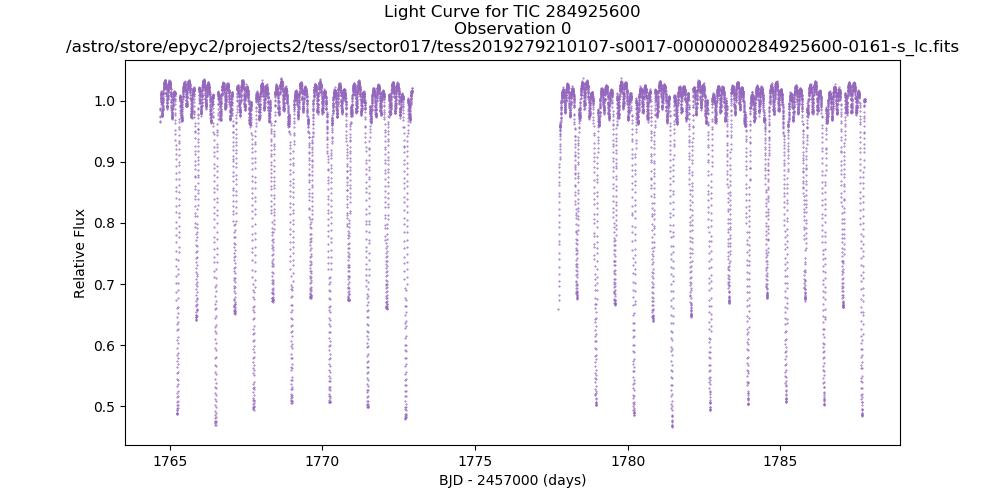 Light Curve for TIC 284925600
Observation 0
/astro/store/epyc2/projects2/tess/sector017/tess2019279210107-s0017-0000000284925600-0161-s_lc.fits
1.0
0.9
0.8
0.7
0.6
0.5
Relative Flux
1765
1770
1775
1780
1785
BJD - 2457000 (days)